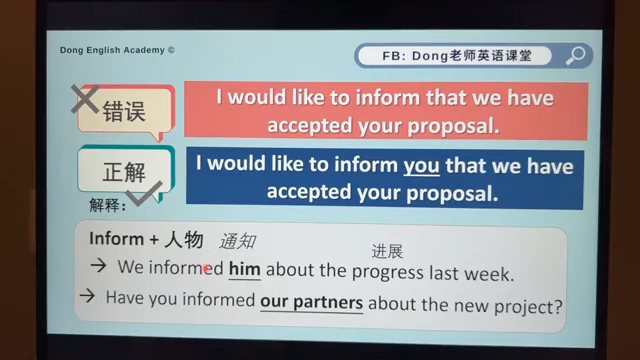 Dong English Academy ©
FB: Dong老师英语课堂
错误
I would like to inform that we have
accepted your proposal.
正解
I would like to inform you that we have
accepted your proposal.
解释:
Inform + 人物 通知
进展
→ We informed him about the progress last week.
→ Have you informed our partners about the new project?